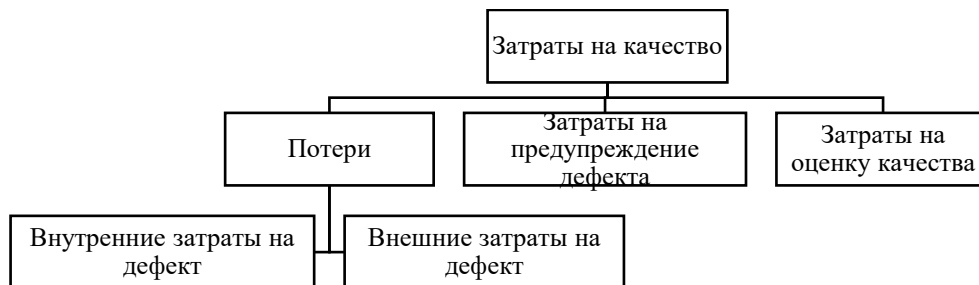 Затраты на качество
Потери
Затраты на
предупреждение
дефекта
Затраты на
оценку качества
Внутренние затраты на
дефект
Внешние затраты на
дефект